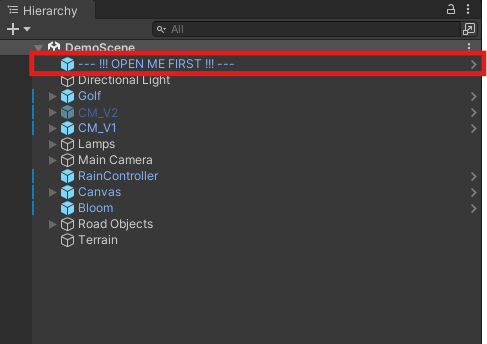 Hierarchy
All
DemoScene
--- !!! OPEN ME FIRST !!! ---
Directional Light
Golf
CM_V2
CM_V1
Lamps
Main Camera
RainController
Canvas
Bloom
Road Objects
Terrain